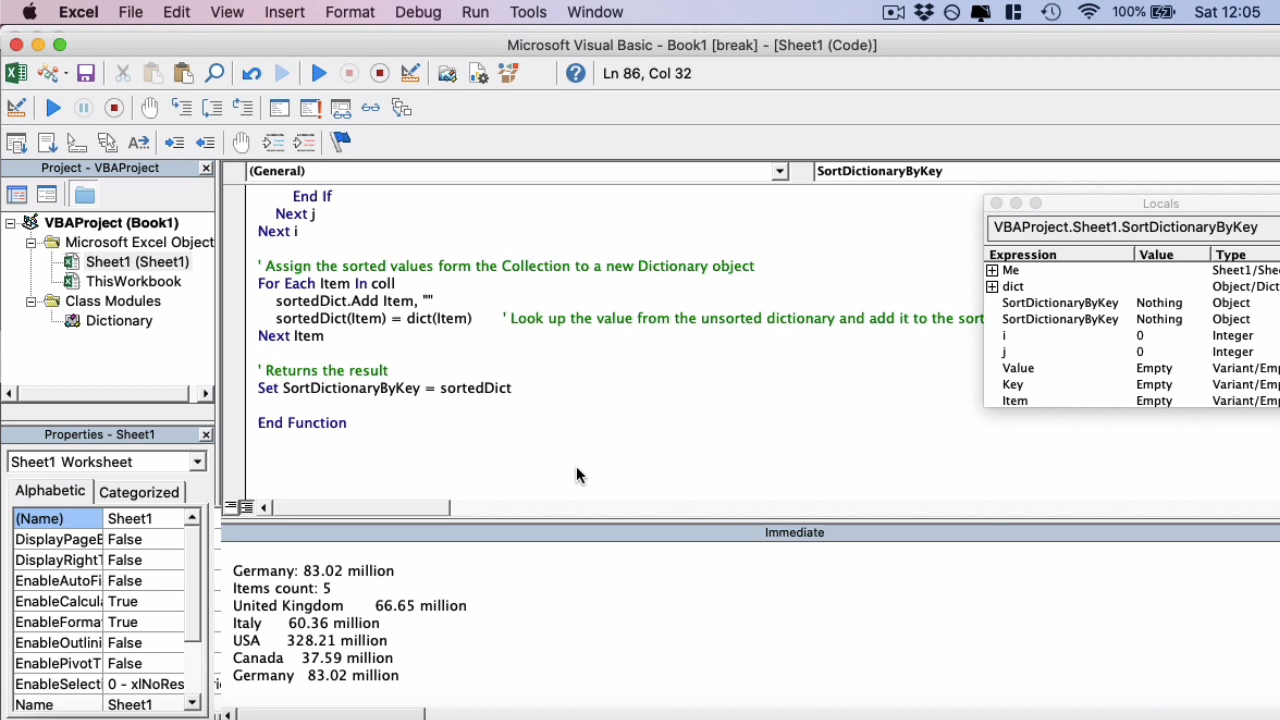 Excel File Edit View Insert Format Debug Run Tools Window 100% Sat 12:05
Microsoft Visual Basic - Book1 [break] - [Sheet1 (Code)]
Ln 86, Col 32
Project - VBAProject
VBAProject (Book1)
Microsoft Excel Object
Sheet1 (Sheet1)
ThisWorkbook
Class Modules
Dictionary
Properties - Sheet1
Sheet1 Worksheet
Alphabetic Categorized
(Name) Sheet1
DisplayPageB False
DisplayRightT False
EnableAutoFi False
EnableCalcula True
EnableFormat True
EnableOutlini False
EnablePivotT False
EnableSelecti 0 - xlNoRes
Name Sheet1
(General) SortDictionaryByKey
End If
Next j
Next i
' Assign the sorted values form the Collection to a new Dictionary object
For Each Item In coll
sortedDict.Add Item, ""
sortedDict(Item) = dict(Item) ' Look up the value from the unsorted dictionary and add it to the sort
Next Item
' Returns the result
Set SortDictionaryByKey = sortedDict
End Function
Locals
VBAProject.Sheet1.SortDictionaryByKey
Expression Value Type
Me Sheet1/She
dict Object/Dict
SortDictionaryByKey Nothing Object
SortDictionaryByKey Nothing Object
i 0 Integer
j 0 Integer
Value Empty Variant/Emp
Key Empty Variant/Emp
Item Empty Variant/Emp
Immediate
Germany: 83.02 million
Items count: 5
United Kingdom 66.65 million
Italy 60.36 million
USA 328.21 million
Canada 37.59 million
Germany 83.02 million